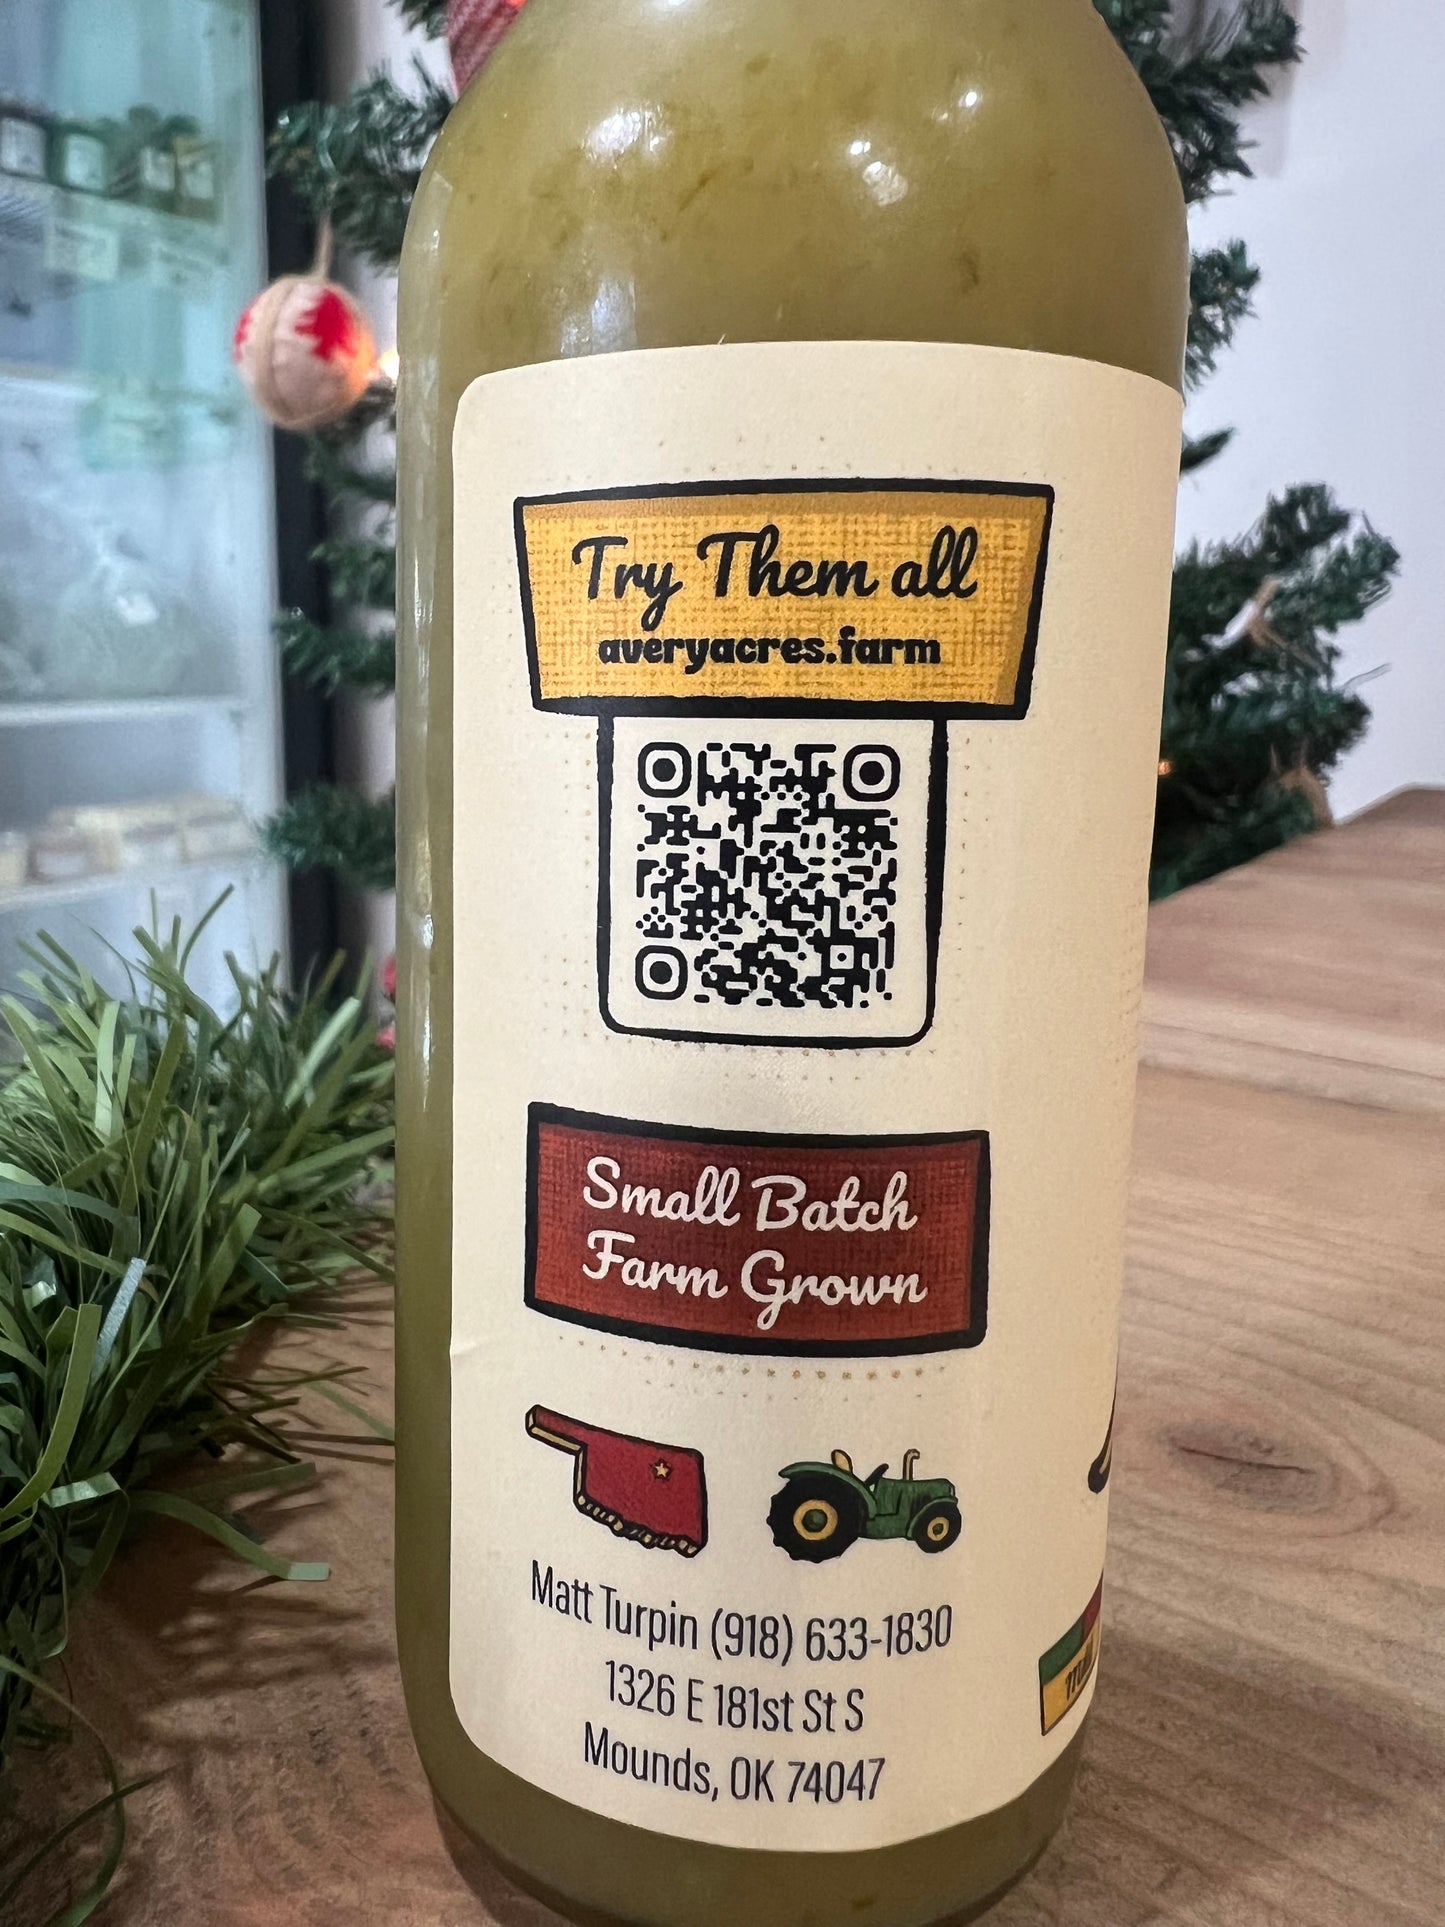 Try Them all
averyacres.farm
Small Batch
Farm Grown
Matt Turpin (918) 633-1830
1326 E 181st St S
Mounds, OK 74047